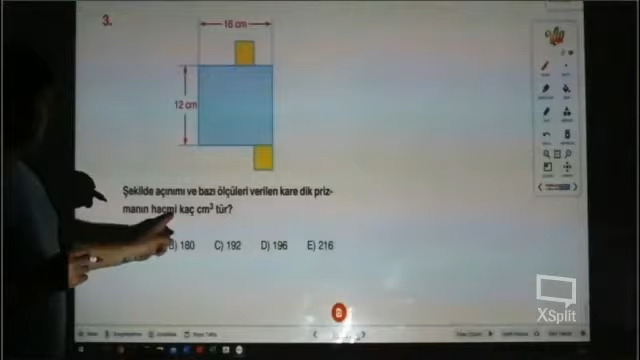 3.
16 cm
12 cm
Şekilde açınımı ve bazı ölçüleri verilen kare dik priz-
manın hacmi kaç cm³ tür?
B) 180 C) 192 D) 196 E) 216
XSplit